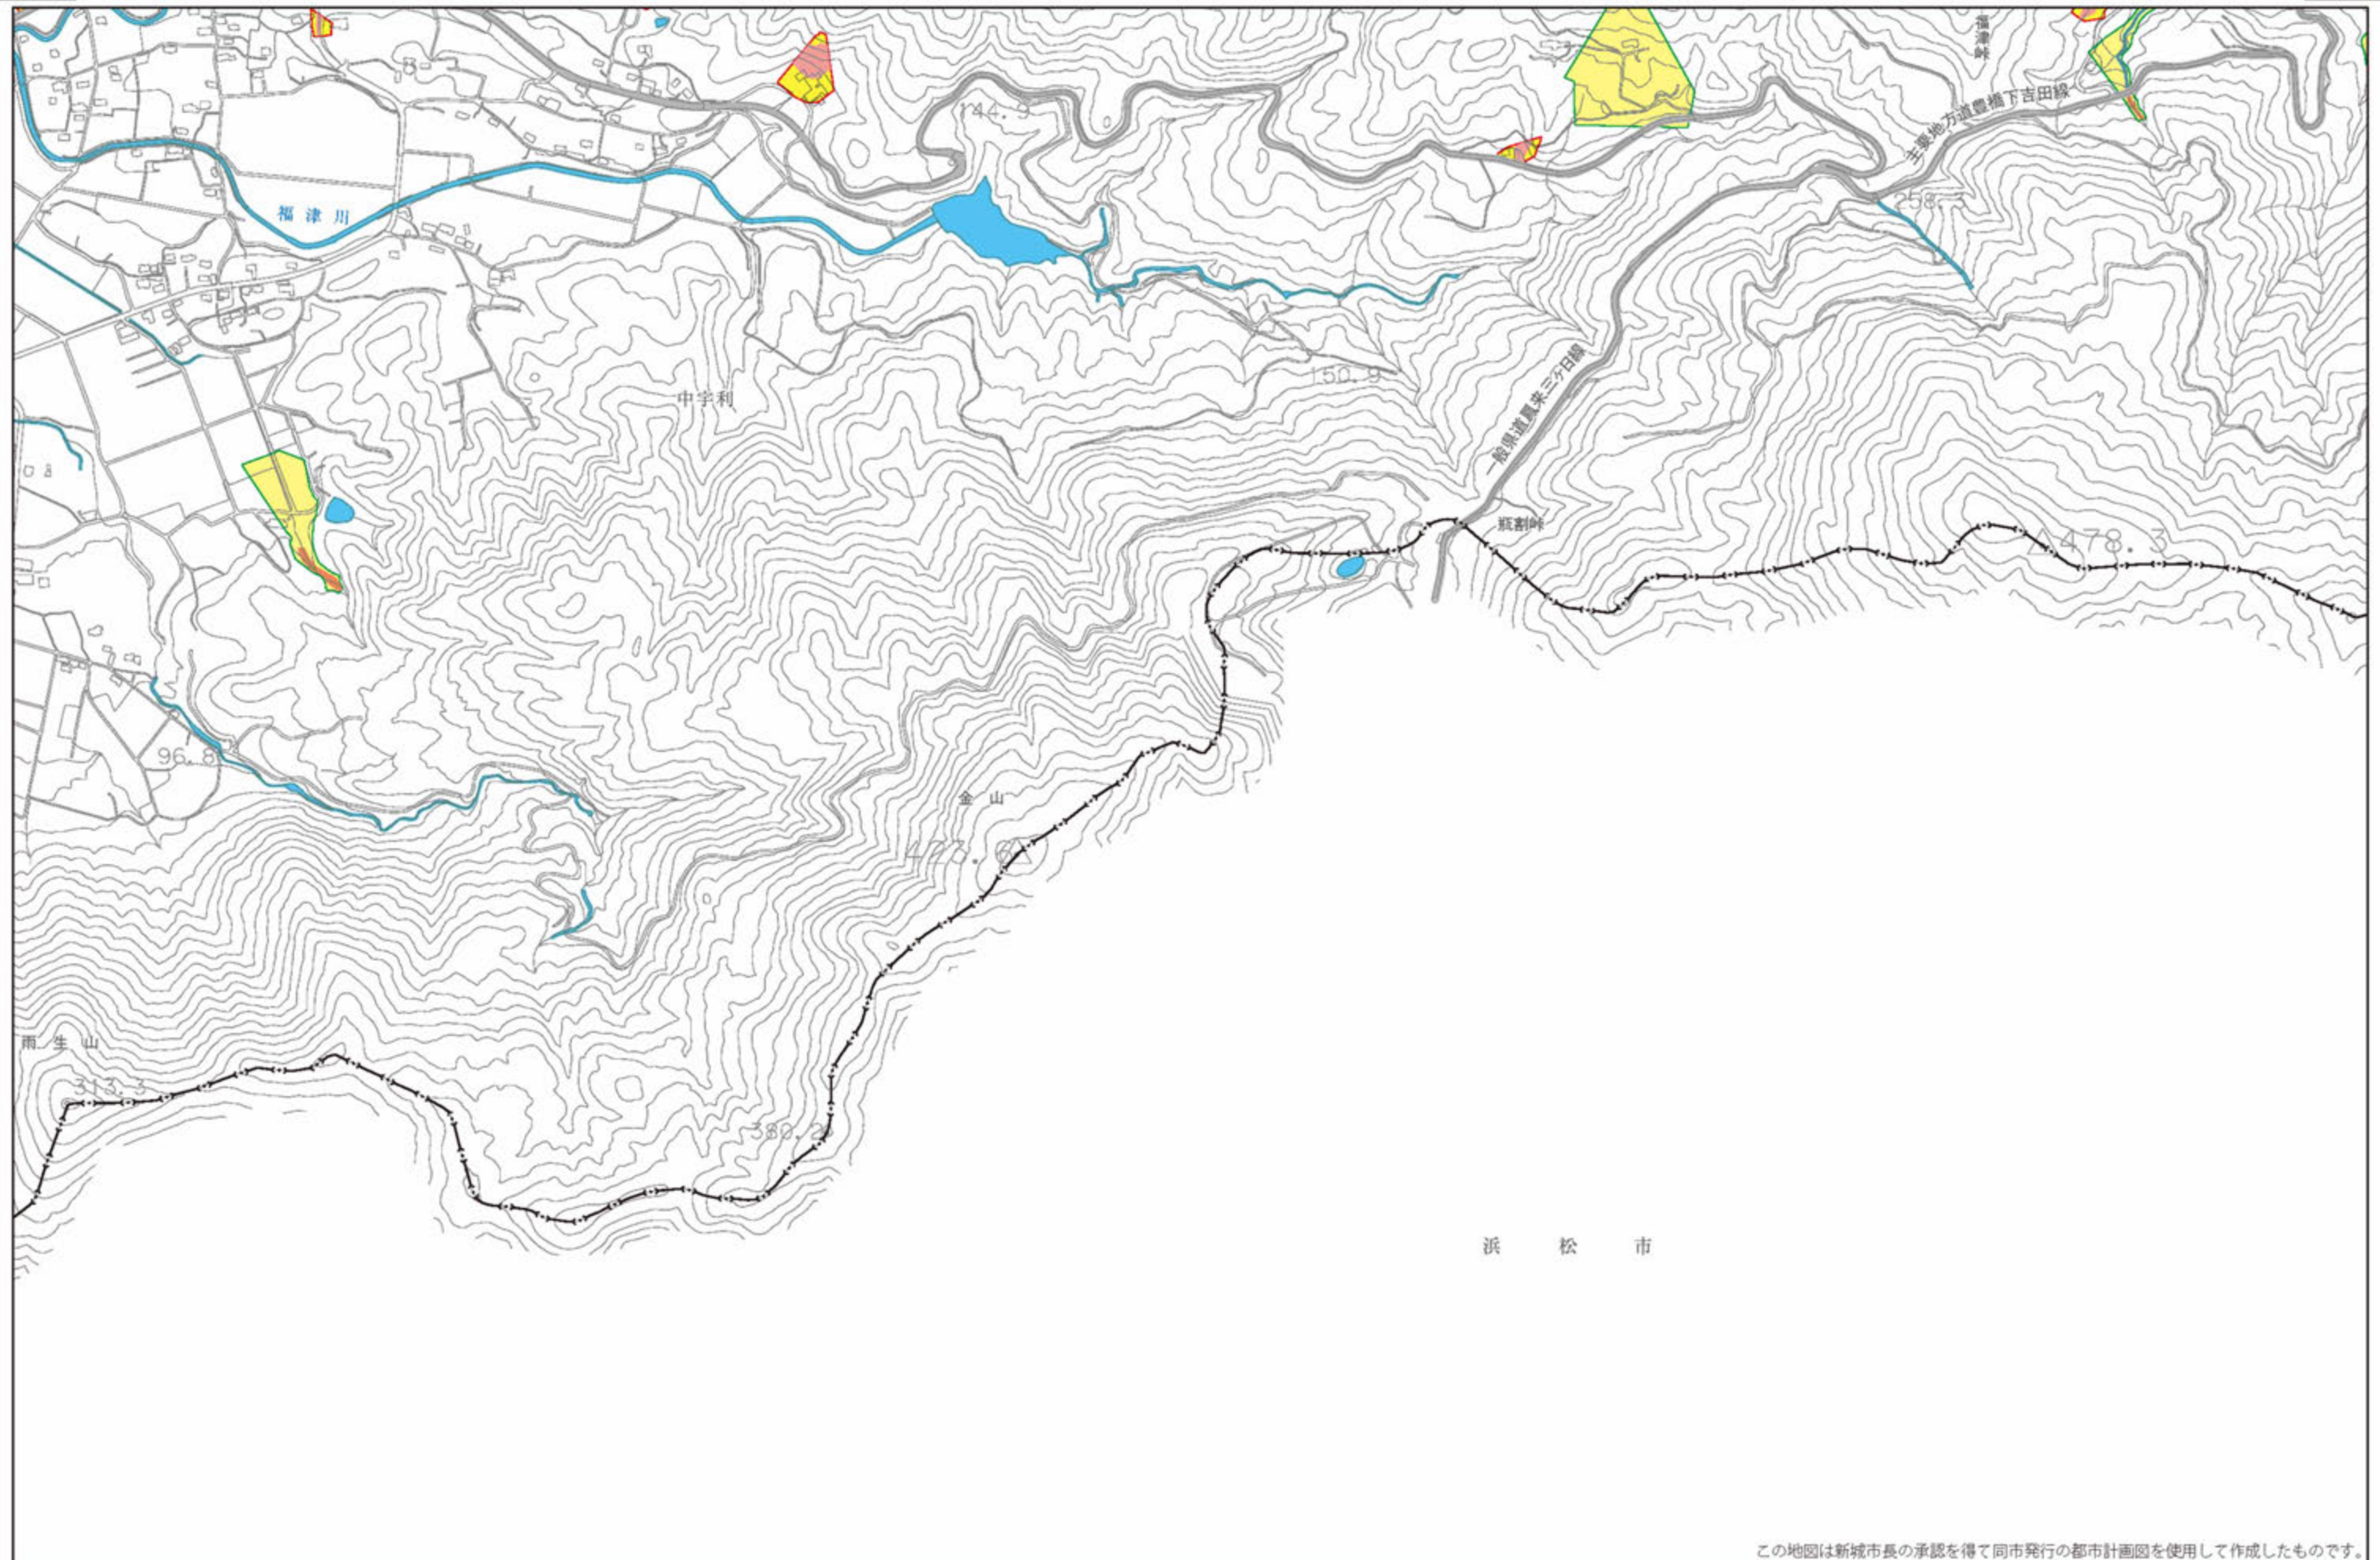 福津峠
主要地方道豊橋下吉田線
144.9
258.3
福津川
一般県道鳳来三ケ日線
150.9
中宇利
瓶割峠
478.3
96.8
金山
423.6
雨生山
313.3
380.2
浜松市
この地図は新城市長の承認を得て同市発行の都市計画図を使用して作成したものです。